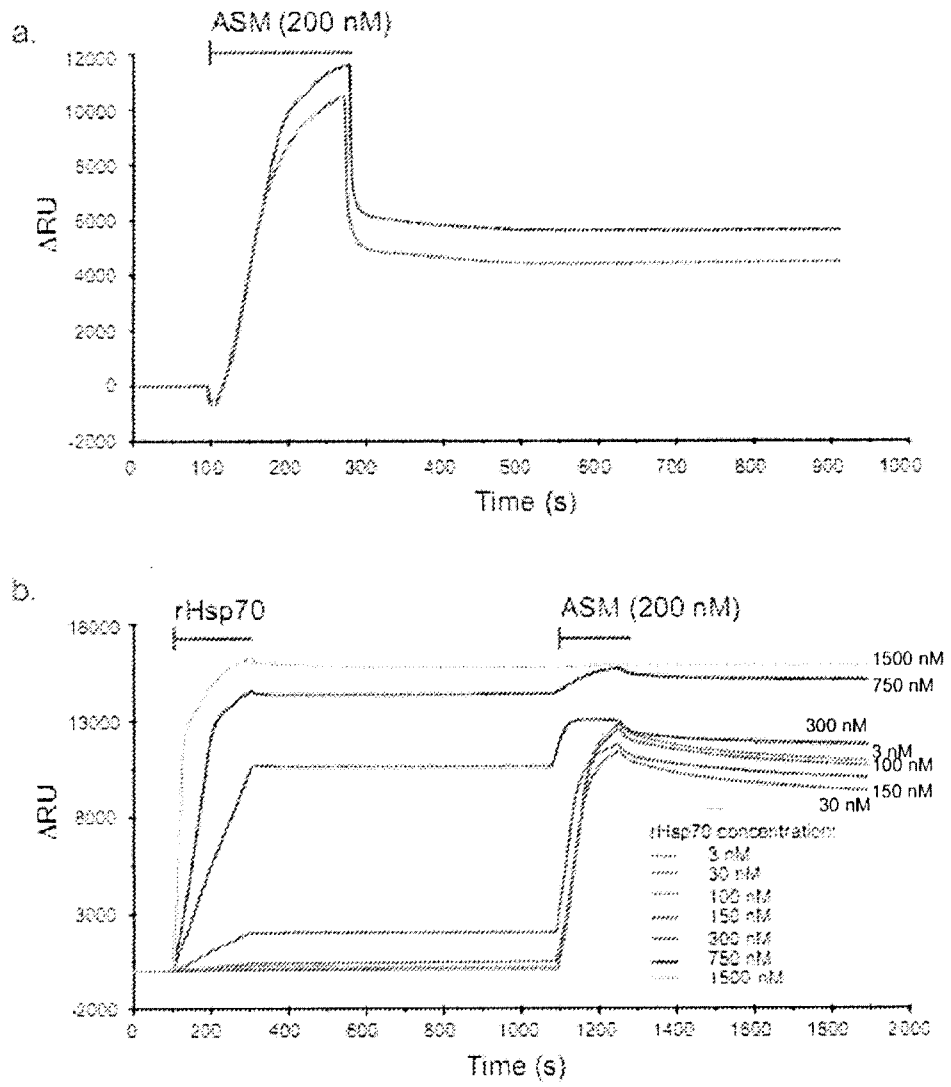 a.
ASM (200 nM)
12000
10000
8000
6000
4000
2000
0
-2000
ΔRU
0 100 200 300 400 500 600 700 800 900 1000
Time (s)
b.
rHsp70
ASM (200 nM)
18000
13000
8000
3000
-2000
ΔRU
1500 nM
750 nM
300 nM
3 nM
100 nM
150 nM
30 nM
rHsp70 concentration:
3 nM
30 nM
100 nM
150 nM
300 nM
750 nM
1500 nM
0 200 400 600 800 1000 1200 1400 1600 1800 2000
Time (s)